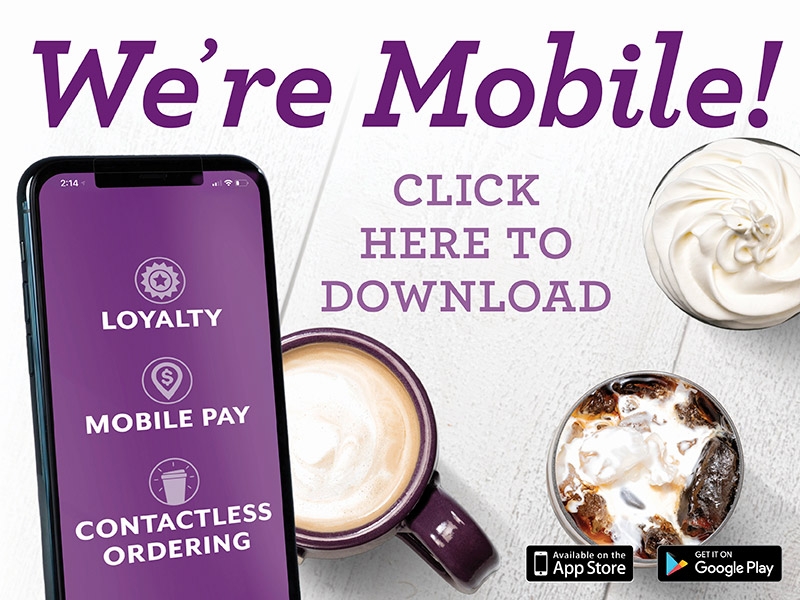 We're Mobile!
CLICK
HERE TO
DOWNLOAD
2:14
LOYALTY
$
MOBILE PAY
CONTACTLESS
ORDERING
Available on the
App Store
GET IT ON
Google Play